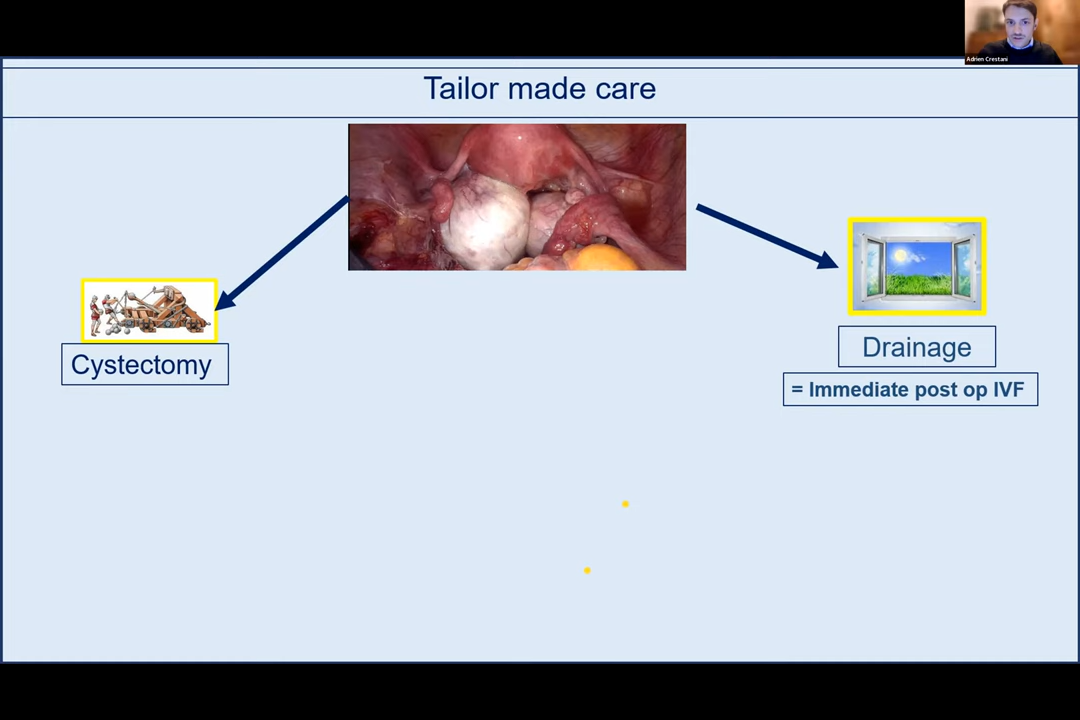 Adrien Crestani
Tailor made care
Cystectomy
Drainage
= Immediate post op IVF